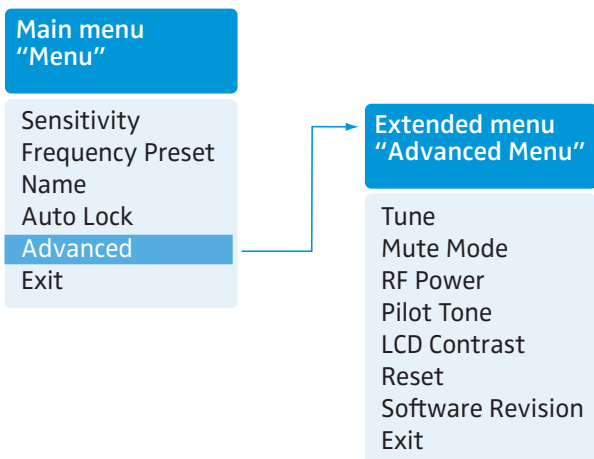 Main menu
“Menu”
Sensitivity
Frequency Preset
Name
Auto Lock
Advanced
Exit
Extended menu
“Advanced Menu”
Tune
Mute Mode
RF Power
Pilot Tone
LCD Contrast
Reset
Software Revision
Exit